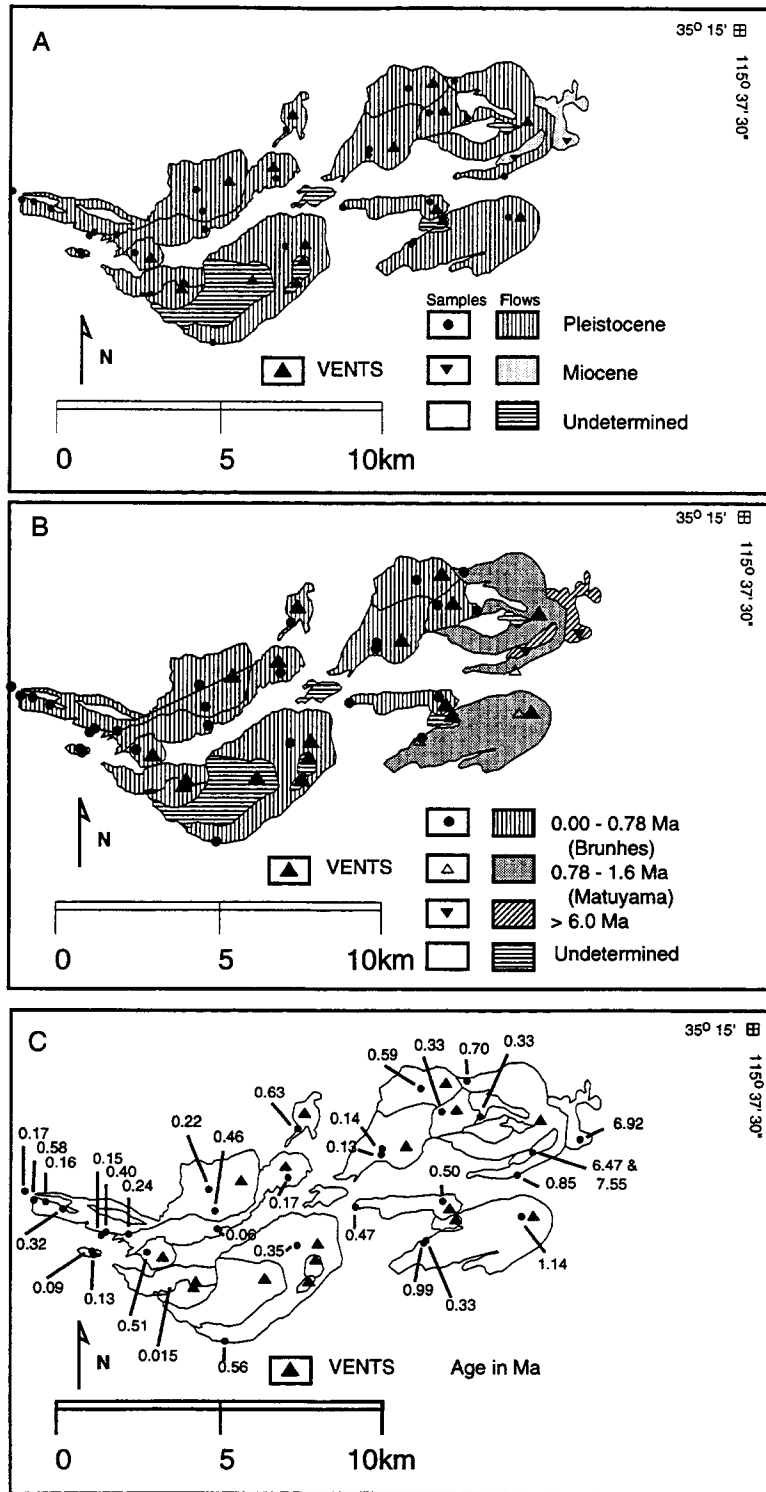 A
35° 15'
115° 37' 30"
Samples Flows
Pleistocene
N
VENTS
Miocene
Undetermined
0 5 10km
B
35° 15'
115° 37' 30"
N
VENTS
0.00 - 0.78 Ma
(Brunhes)
0.78 - 1.6 Ma
(Matuyama)
> 6.0 Ma
Undetermined
0 5 10km
C
35° 15'
115° 37' 30"
0.33
0.33
0.70
0.59
0.63
0.14
0.22
0.46
0.13
6.92
0.17
0.58
0.15
0.16
0.40
0.24
0.50
6.47 &
7.55
0.17
0.85
0.06
0.47
0.32
0.35
1.14
0.09
0.13
0.99
0.33
0.51
0.015
0.56
N
VENTS
Age in Ma
0 5 10km